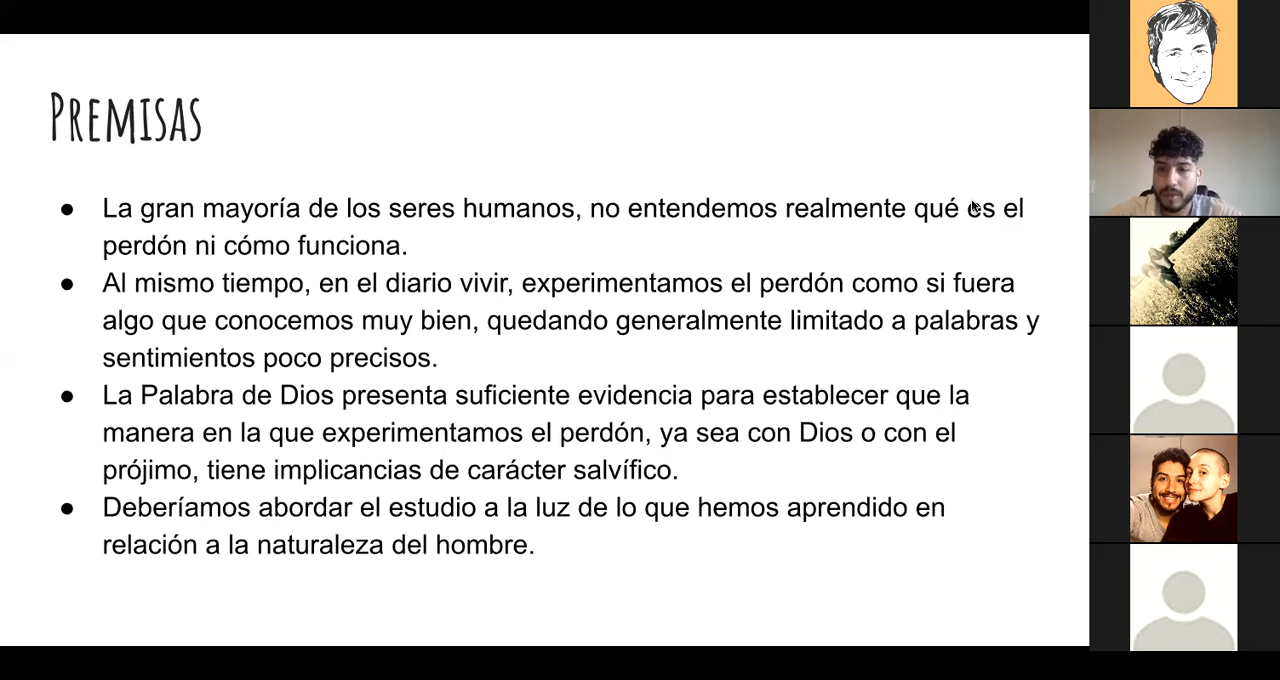 PREMISAS
● La gran mayoría de los seres humanos, no entendemos realmente qué es el
perdón ni cómo funciona.
● Al mismo tiempo, en el diario vivir, experimentamos el perdón como si fuera
algo que conocemos muy bien, quedando generalmente limitado a palabras y
sentimientos poco precisos.
● La Palabra de Dios presenta suficiente evidencia para establecer que la
manera en la que experimentamos el perdón, ya sea con Dios o con el
prójimo, tiene implicancias de carácter salvífico.
● Deberíamos abordar el estudio a la luz de lo que hemos aprendido en
relación a la naturaleza del hombre.